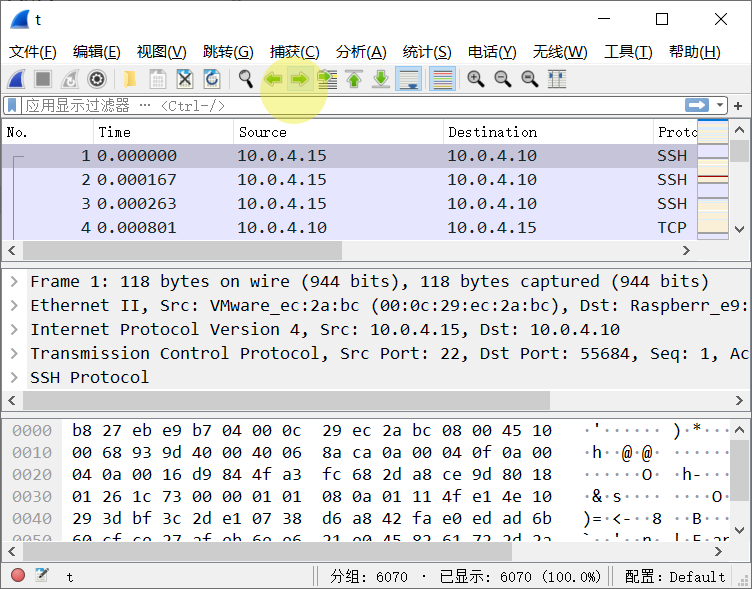 t
文件(F) 编辑(E) 视图(V) 跳转(G) 捕获(C) 分析(A) 统计(S) 电话(Y) 无线(W) 工具(T) 帮助(H)
应用显示过滤器 … <Ctrl-/>
No. Time Source Destination Proto
1 0.000000 10.0.4.15 10.0.4.10 SSH
2 0.000167 10.0.4.15 10.0.4.10 SSH
3 0.000263 10.0.4.15 10.0.4.10 SSH
4 0.000801 10.0.4.10 10.0.4.15 TCP
Frame 1: 118 bytes on wire (944 bits), 118 bytes captured (944 bits)
Ethernet II, Src: VMware_ec:2a:bc (00:0c:29:ec:2a:bc), Dst: Raspberr_e9:
Internet Protocol Version 4, Src: 10.0.4.15, Dst: 10.0.4.10
Transmission Control Protocol, Src Port: 22, Dst Port: 55684, Seq: 1, Ac
SSH Protocol
0000 b8 27 eb e9 b7 04 00 0c 29 ec 2a bc 08 00 45 10 ·'······ )·*···
0010 00 68 93 9d 40 00 40 06 8a ca 0a 00 04 0f 0a 00 ·h··@·@· ······
0020 04 0a 00 16 d9 84 4f a3 fc 68 2d a8 ce 9d 80 18 ······O· ·h-···
0030 01 26 1c 73 00 00 01 01 08 0a 01 11 4f e1 4e 10 ·&·s···· ····O·
0040 29 3d bf 3c 2d e1 07 38 d6 a8 42 fa e0 ed ad 6b )=·<-··8 ··B···
t 分组: 6070 · 已显示: 6070 (100.0%) 配置: Default